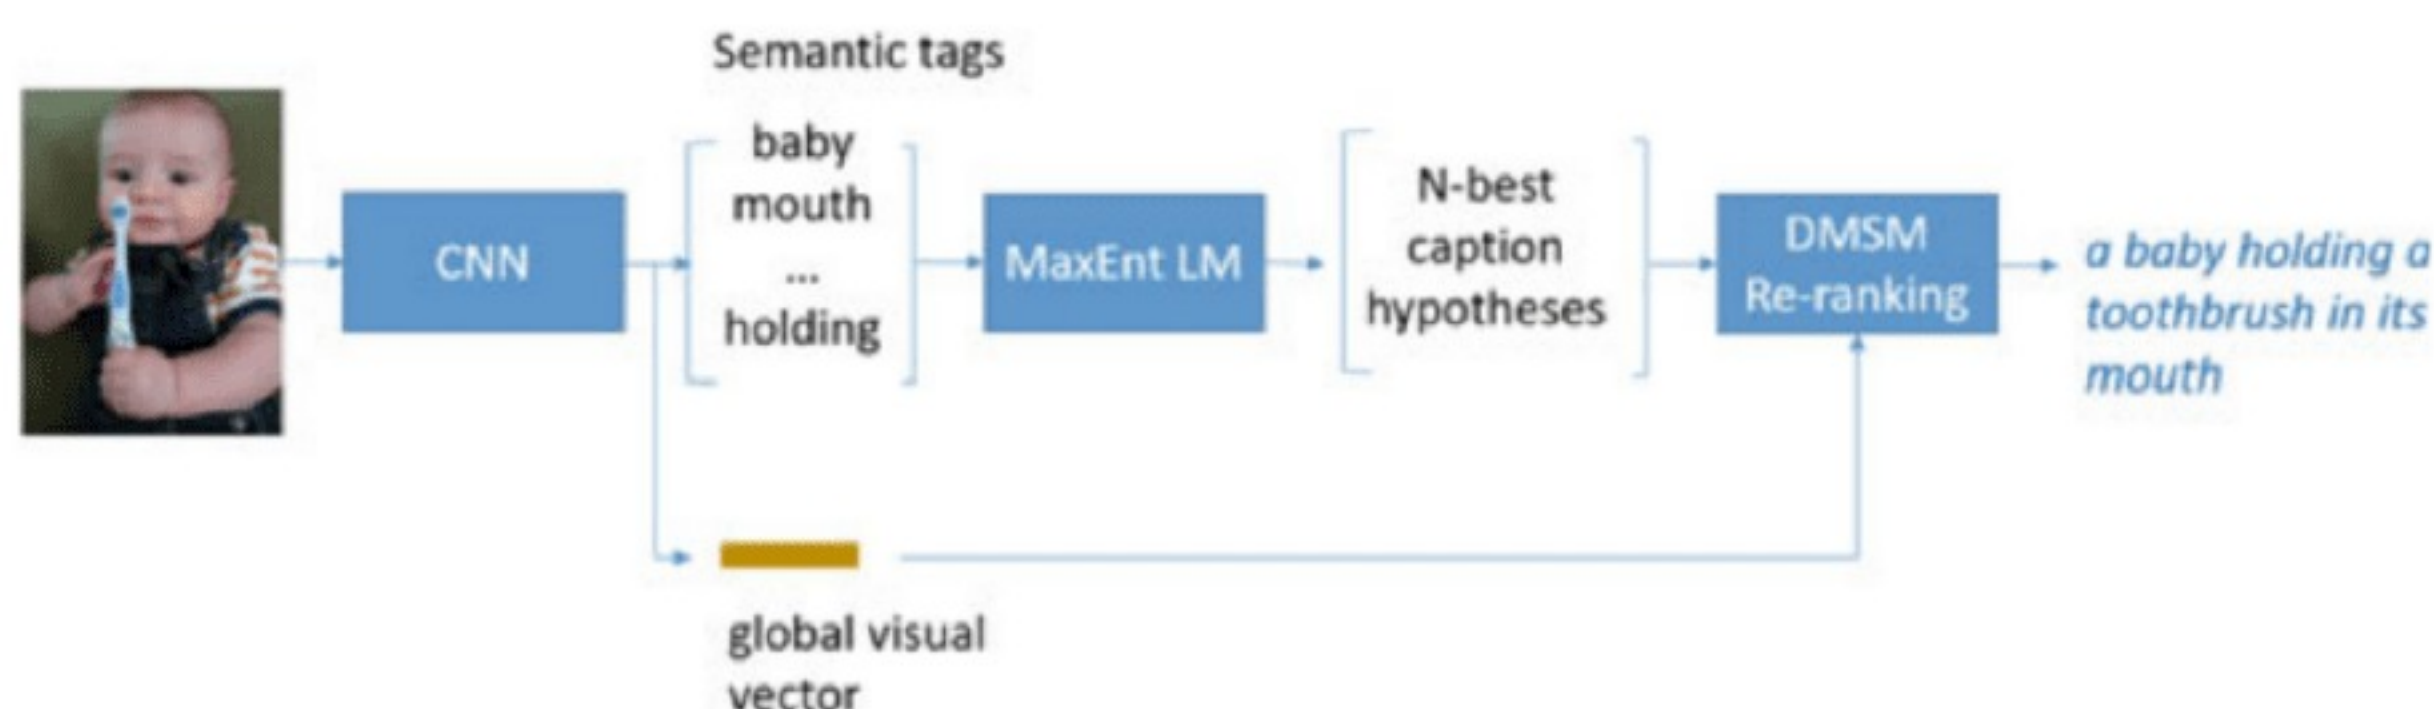 Semantic tags
baby
mouth
...
holding
CNN
MaxEnt LM
N-best
caption
hypotheses
DMSM
Re-ranking
a baby holding a
toothbrush in its
mouth
global visual
vector